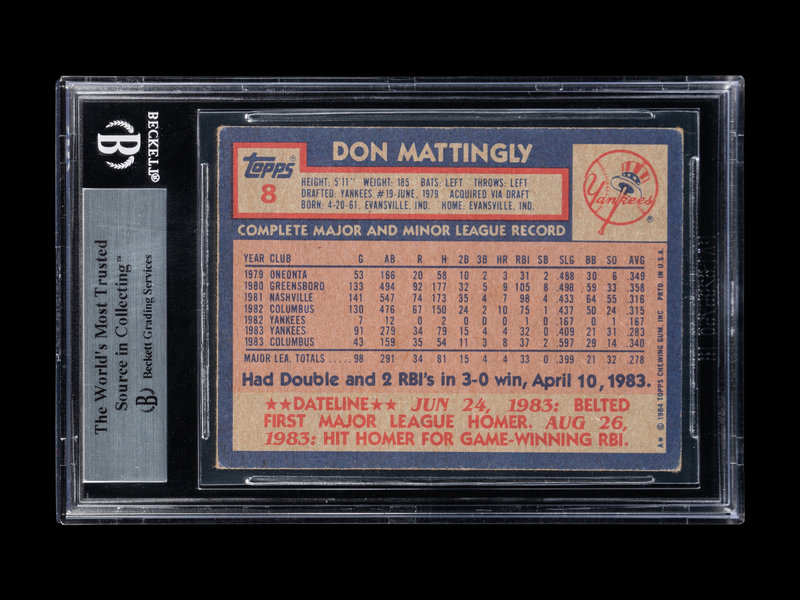 BECKETT®
The World's Most Trusted
Source in Collecting™
Beckett Grading Services
Topps®
8
DON MATTINGLY
HEIGHT: 5'11" WEIGHT: 185 BATS: LEFT THROWS: LEFT
DRAFTED: YANKEES #19-JUNE, 1979 ACQUIRED VIA DRAFT
BORN: 4-20-61, EVANSVILLE, IND. HOME: EVANSVILLE, IND.
Yankees ®
COMPLETE MAJOR AND MINOR LEAGUE RECORD
YEAR CLUB G AB R H 2B 3B HR RBI SB SLG BB SO AVG
1979 ONEONTA 53 166 20 58 10 2 3 31 2 .488 30 6 .349
1980 GREENSBORO 133 494 92 177 32 5 9 105 8 .498 59 33 .358
1981 NASHVILLE 141 547 74 173 35 4 7 98 4 .433 64 55 .316
1982 COLUMBUS 130 476 67 150 24 2 10 75 1 .437 50 24 .315
1982 YANKEES 7 12 0 2 0 0 0 1 0 .167 0 1 .167
1983 YANKEES 91 279 34 79 15 4 4 32 0 .409 21 31 .283
1983 COLUMBUS 43 159 35 54 11 3 8 37 2 .597 29 14 .340
MAJOR LEA. TOTALS ..... 98 291 34 81 15 4 4 33 0 .399 21 32 .278
Had Double and 2 RBI's in 3-0 win, April 10, 1983.
★★DATELINE★★ JUN 24, 1983: BELTED
FIRST MAJOR LEAGUE HOMER. AUG 26,
1983: HIT HOMER FOR GAME-WINNING RBI.
A* © 1984 TOPPS CHEWING GUM, INC. PRTD. IN U.S.A.